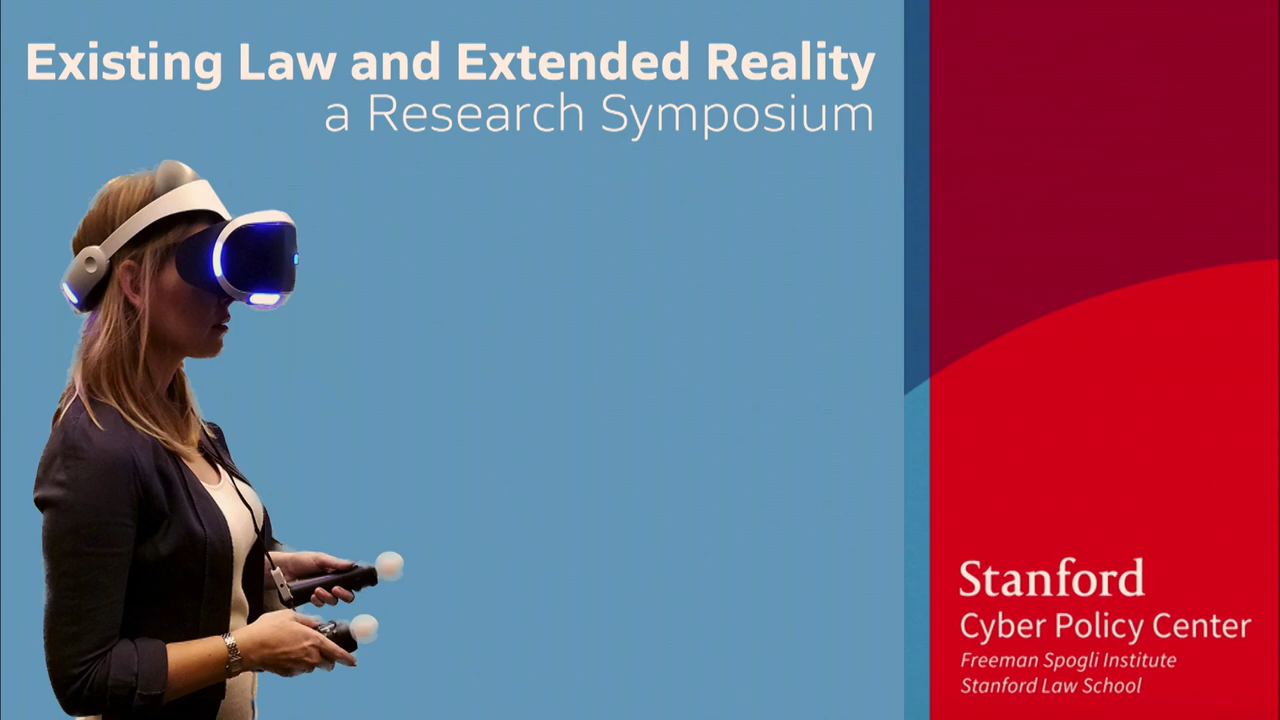 Existing Law and Extended Reality
a Research Symposium
Stanford
Cyber Policy Center
Freeman Spogli Institute
Stanford Law School